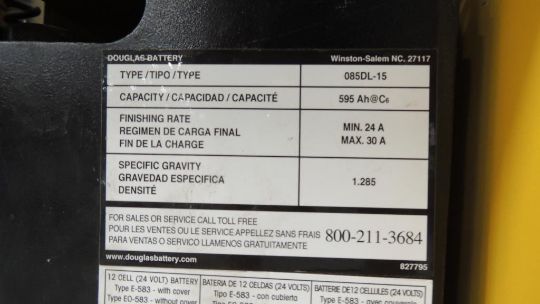 DOUGLAS BATTERY Winston-Salem NC. 27117
TYPE / TIPO / TYPE 085DL-15
CAPACITY / CAPACIDAD / CAPACITÉ 595 Ah@C6
FINISHING RATE
REGIMEN DE CARGA FINAL
FIN DE LA CHARGE
MIN. 24 A
MAX. 30 A
SPECIFIC GRAVITY
GRAVEDAD ESPECIFICA
DENSITÉ
1.285
FOR SALES OR SERVICE CALL TOLL FREE
POUR LES VENTES OU LE SERVICE APPELLEZ SANS FRAIS
PARA VENTAS O SERVICO LLAMENOS GRATUITAMENTE
800-211-3684
www.douglasbattery.com
827795
12 CELL (24 VOLT) BATTERY
Type E-583 - with cover
Type EO-583 - without cover
BATERIA DE 12 CELDAS (24 VOLTS)
Tipo E-583 - con cubierto
BATTERIE DE 12 CELLULES (24 VOLTS)
Type E-583 - avec couvercle